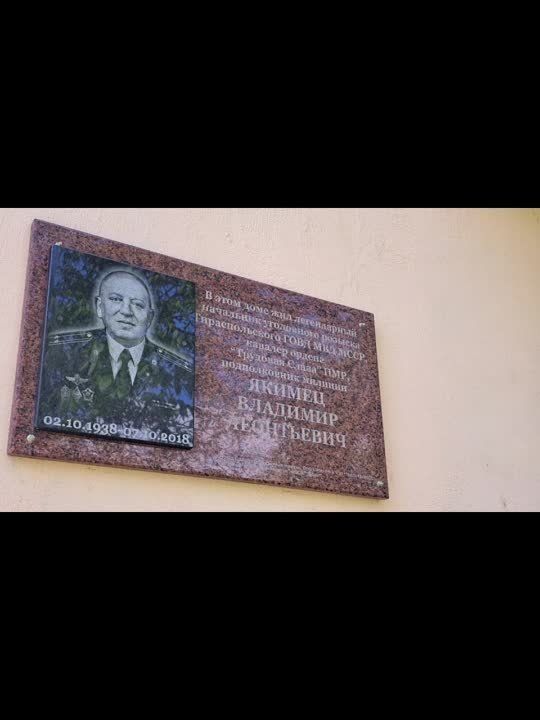 02.10.1938-07.10.2018
В этом доме жил легендарный
начальник уголовного розыска
Тираспольского ГОВД МВД МССР,
кавалер ордена
"Трудовая Слава" ПМР,
подполковник милиции
ЯКИМЕЦ
ВЛАДИМИР
ЛЕОНТЬЕВИЧ